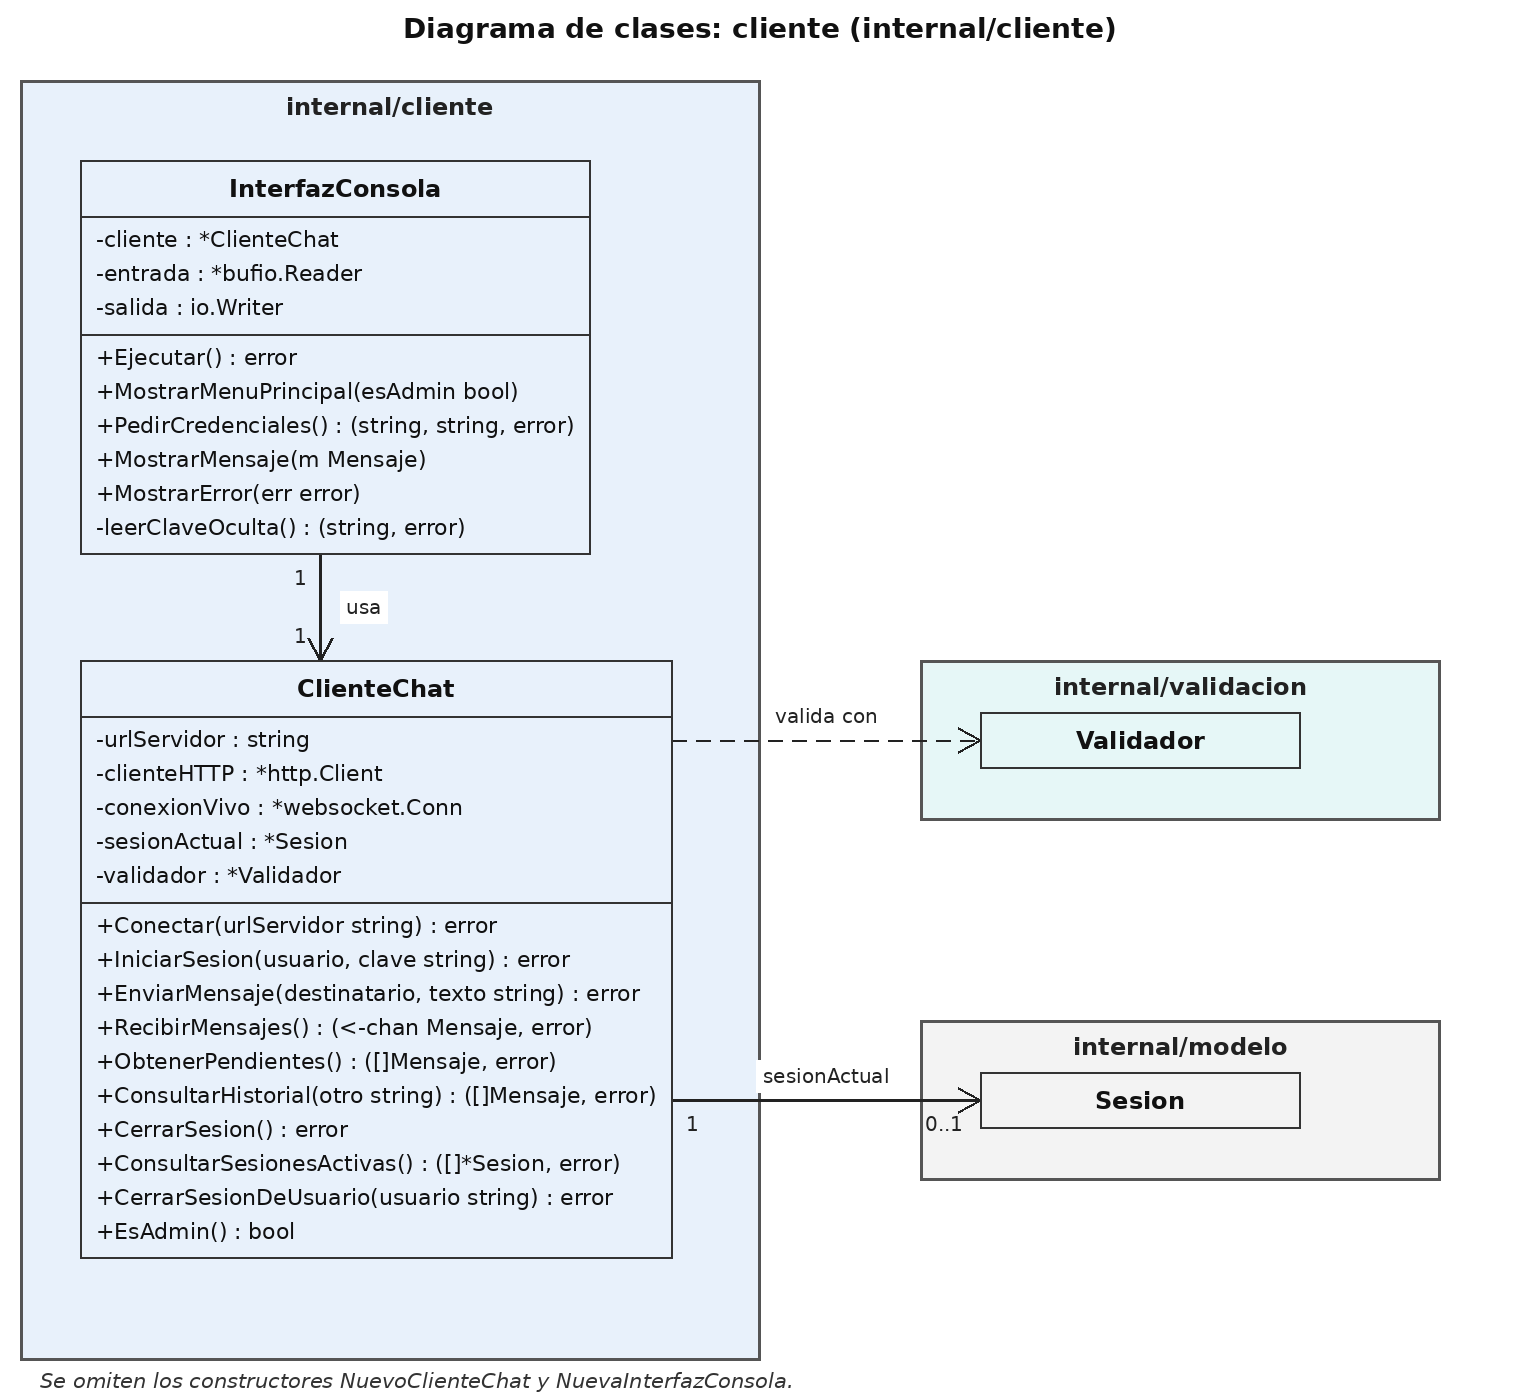 Diagrama de clases: cliente (internal/cliente)
internal/cliente
InterfazConsola
-cliente : *ClienteChat
-entrada : *bufio.Reader
-salida : io.Writer
+Ejecutar() : error
+MostrarMenuPrincipal(esAdmin bool)
+PedirCredenciales() : (string, string, error)
+MostrarMensaje(m Mensaje)
+MostrarError(err error)
-leerClaveOculta() : (string, error)
1
usa
1
ClienteChat
-urlServidor : string
-clienteHTTP : *http.Client
-conexionVivo : *websocket.Conn
-sesionActual : *Sesion
-validador : *Validador
+Conectar(urlServidor string) : error
+IniciarSesion(usuario, clave string) : error
+EnviarMensaje(destinatario, texto string) : error
+RecibirMensajes() : (<-chan Mensaje, error)
+ObtenerPendientes() : ([]Mensaje, error)
+ConsultarHistorial(otro string) : ([]Mensaje, error)
+CerrarSesion() : error
+ConsultarSesionesActivas() : ([]*Sesion, error)
+CerrarSesionDeUsuario(usuario string) : error
+EsAdmin() : bool
valida con
internal/validacion
Validador
sesionActual
1
0..1
internal/modelo
Sesion
Se omiten los constructores NuevoClienteChat y NuevaInterfazConsola.